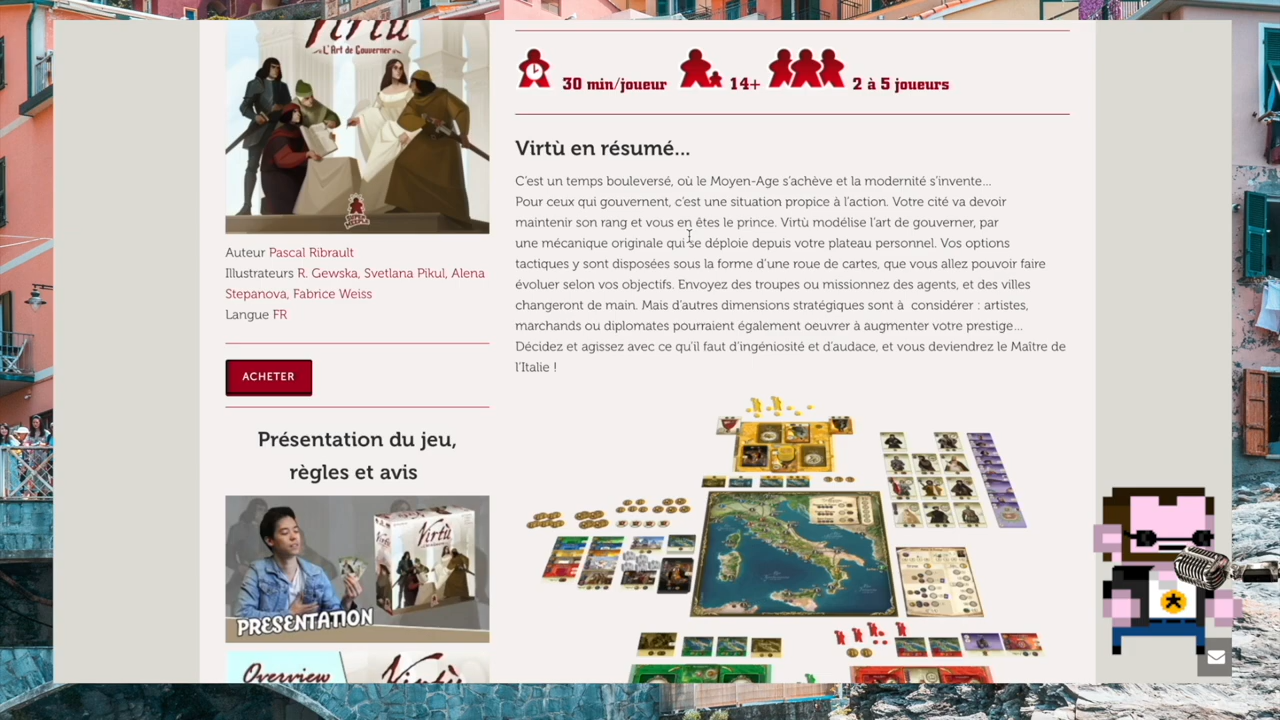 Virtù
L'Art de Gouverner
Auteur Pascal Ribrault
Illustrateurs R. Gewska, Svetlana Pikul, Alena
Stepanova, Fabrice Weiss
Langue FR
ACHETER
Présentation du jeu,
règles et avis
Virtù
PRESENTATION
Overview
Virtù
30 min/joueur
14+
2 à 5 joueurs
Virtù en résumé...
C'est un temps bouleversé, où le Moyen-Age s'achève et la modernité s'invente...
Pour ceux qui gouvernent, c'est une situation propice à l'action. Votre cité va devoir
maintenir son rang et vous en êtes le prince. Virtù modélise l'art de gouverner, par
une mécanique originale qui se déploie depuis votre plateau personnel. Vos options
tactiques y sont disposées sous la forme d'une roue de cartes, que vous allez pouvoir faire
évoluer selon vos objectifs. Envoyez des troupes ou missionnez des agents, et des villes
changeront de main. Mais d'autres dimensions stratégiques sont à considérer : artistes,
marchands ou diplomates pourraient également oeuvrer à augmenter votre prestige...
Décidez et agissez avec ce qu'il faut d'ingéniosité et d'audace, et vous deviendrez le Maître de
l'Italie !